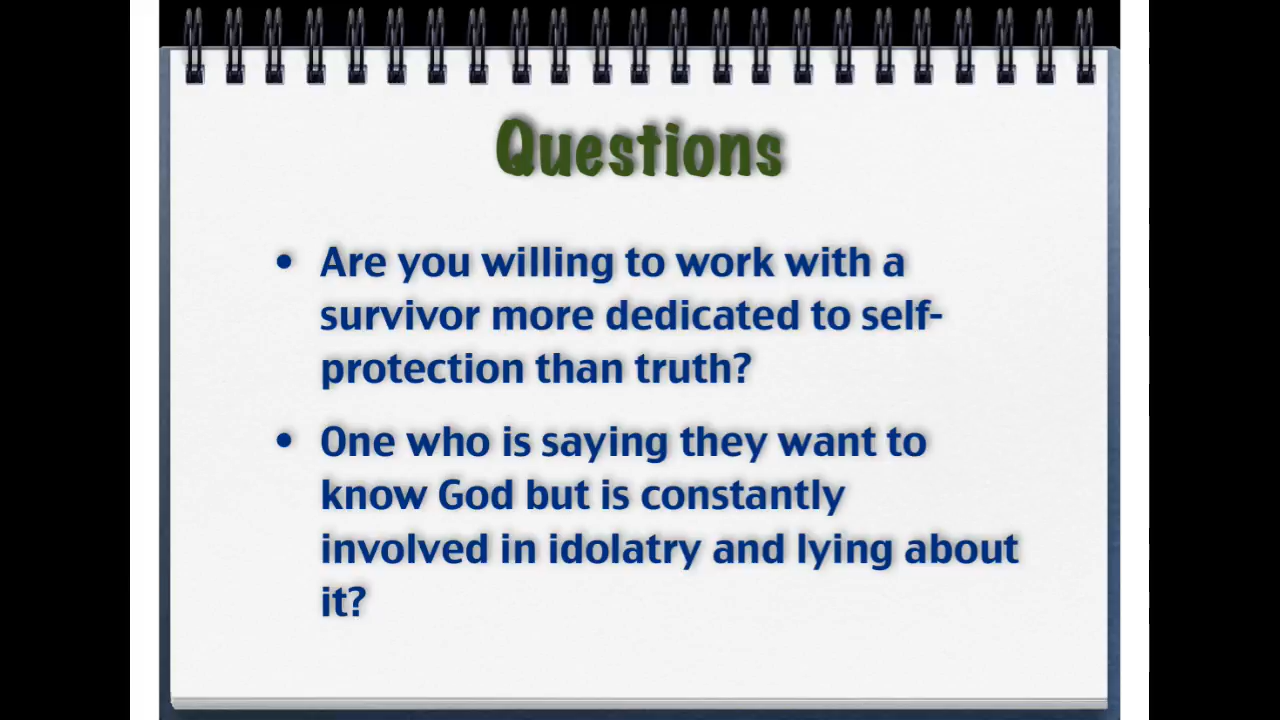 Questions
• Are you willing to work with a
survivor more dedicated to self-
protection than truth?
• One who is saying they want to
know God but is constantly
involved in idolatry and lying about
it?